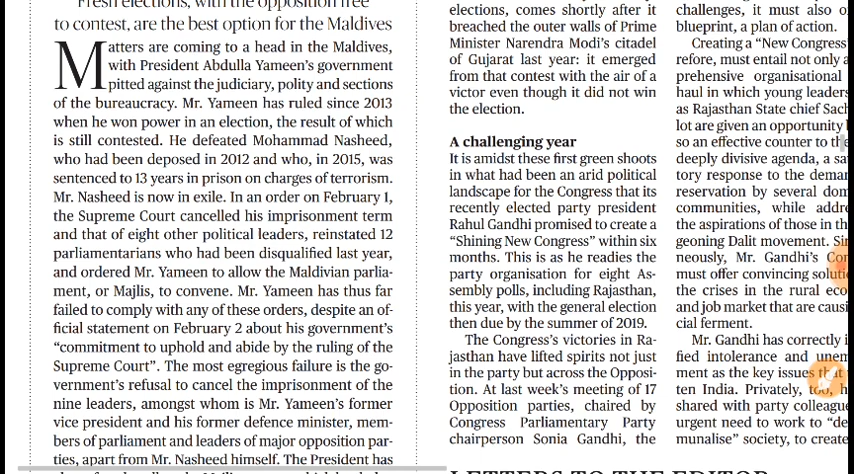 Fresh elections, with the opposition free
to contest, are the best option for the Maldives
Matters are coming to a head in the Maldives,
with President Abdulla Yameen's government
pitted against the judiciary, polity and sections
of the bureaucracy. Mr. Yameen has ruled since 2013
when he won power in an election, the result of which
is still contested. He defeated Mohammad Nasheed,
who had been deposed in 2012 and who, in 2015, was
sentenced to 13 years in prison on charges of terrorism.
Mr. Nasheed is now in exile. In an order on February 1,
the Supreme Court cancelled his imprisonment term
and that of eight other political leaders, reinstated 12
parliamentarians who had been disqualified last year,
and ordered Mr. Yameen to allow the Maldivian parlia-
ment, or Majlis, to convene. Mr. Yameen has thus far
failed to comply with any of these orders, despite an of-
ficial statement on February 2 about his government's
“commitment to uphold and abide by the ruling of the
Supreme Court”. The most egregious failure is the go-
vernment's refusal to cancel the imprisonment of the
nine leaders, amongst whom is Mr. Yameen's former
vice president and his former defence minister, mem-
bers of parliament and leaders of major opposition par-
ties, apart from Mr. Nasheed himself. The President has
elections, comes shortly after it
breached the outer walls of Prime
Minister Narendra Modi's citadel
of Gujarat last year: it emerged
from that contest with the air of a
victor even though it did not win
the election.
A challenging year
It is amidst these first green shoots
in what had been an arid political
landscape for the Congress that its
recently elected party president
Rahul Gandhi promised to create a
“Shining New Congress” within six
months. This is as he readies the
party organisation for eight As-
sembly polls, including Rajasthan,
this year, with the general election
then due by the summer of 2019.
The Congress's victories in Ra-
jasthan have lifted spirits not just
in the party but across the Opposi-
tion. At last week's meeting of 17
Opposition parties, chaired by
Congress Parliamentary Party
chairperson Sonia Gandhi, the
challenges, it must also
blueprint, a plan of action.
Creating a “New Congress
refore, must entail not only a
prehensive organisational
haul in which young leaders
as Rajasthan State chief Sach
lot are given an opportunity
so an effective counter to the
deeply divisive agenda, a sa
tory response to the deman
reservation by several dom
communities, while addre
the aspirations of those in th
geoning Dalit movement. Sim
neously, Mr. Gandhi's Con
must offer convincing soluti
the crises in the rural eco
and job market that are causi
cial ferment.
Mr. Gandhi has correctly i
fied intolerance and unem
ment as the key issues that
ten India. Privately, too, h
shared with party colleague
urgent need to work to “de
munalise” society, to create
LETTERS TO THE EDITOR